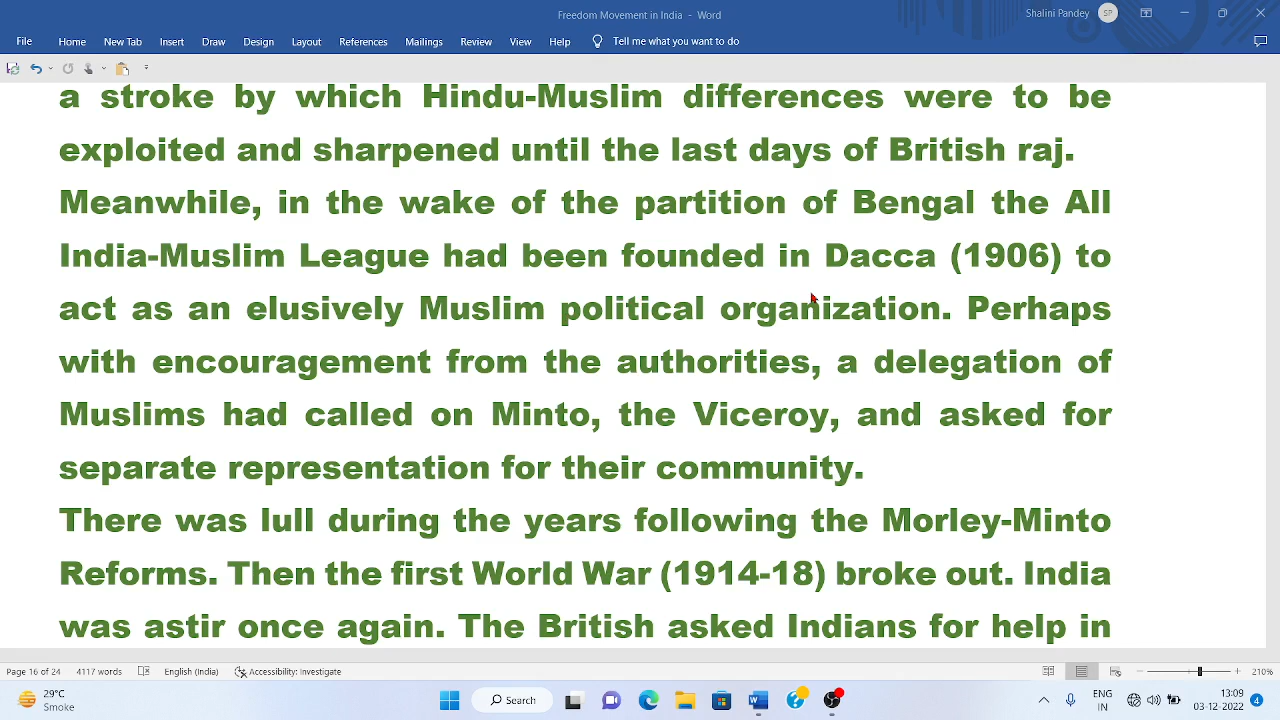 Freedom Movement in India - Word
Shalini Pandey SP
File Home New Tab Insert Draw Design Layout References Mailings Review View Help Tell me what you want to do
a stroke by which Hindu-Muslim differences were to be
exploited and sharpened until the last days of British raj.
Meanwhile, in the wake of the partition of Bengal the All
India-Muslim League had been founded in Dacca (1906) to
act as an elusively Muslim political organization. Perhaps
with encouragement from the authorities, a delegation of
Muslims had called on Minto, the Viceroy, and asked for
separate representation for their community.
There was lull during the years following the Morley-Minto
Reforms. Then the first World War (1914-18) broke out. India
was astir once again. The British asked Indians for help in
Page 16 of 24 4117 words English (India) Accessibility: Investigate 210%
29°C
Smoke
Search
ENG
IN
13:09
03-12-2022
4